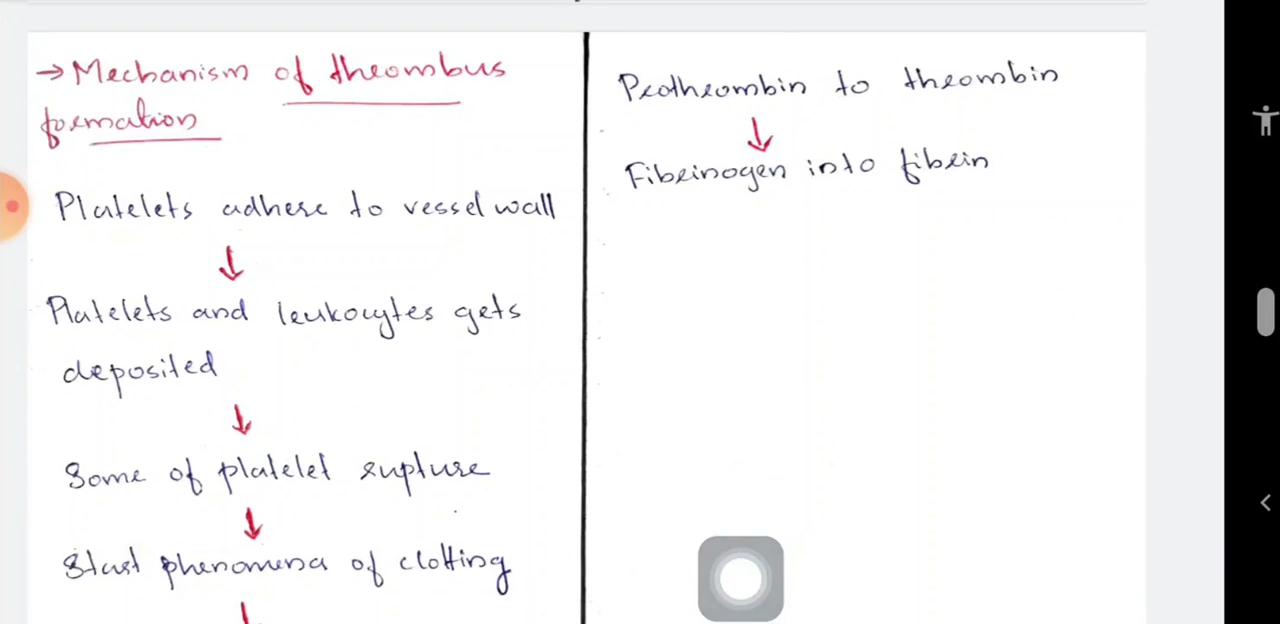 → Mechanism of thrombus
formation
Platelets adhere to vessel wall
↓
Platelets and leukocytes gets
deposited
↓
Some of platelet rupture
↓
Start phenomena of clotting
↓
Prothrombin to thrombin
↓
Fibrinogen into fibrin